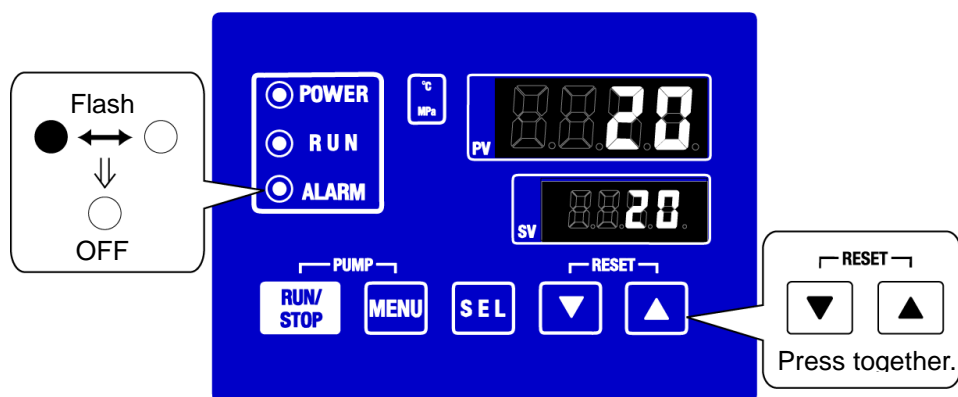 Flash
OFF
POWER
RUN
ALARM
°C
MPa
PV
20
SV
20
PUMP
RESET
RUN/
STOP
MENU
SEL
▼
▲
RESET
▼
▲
Press together.